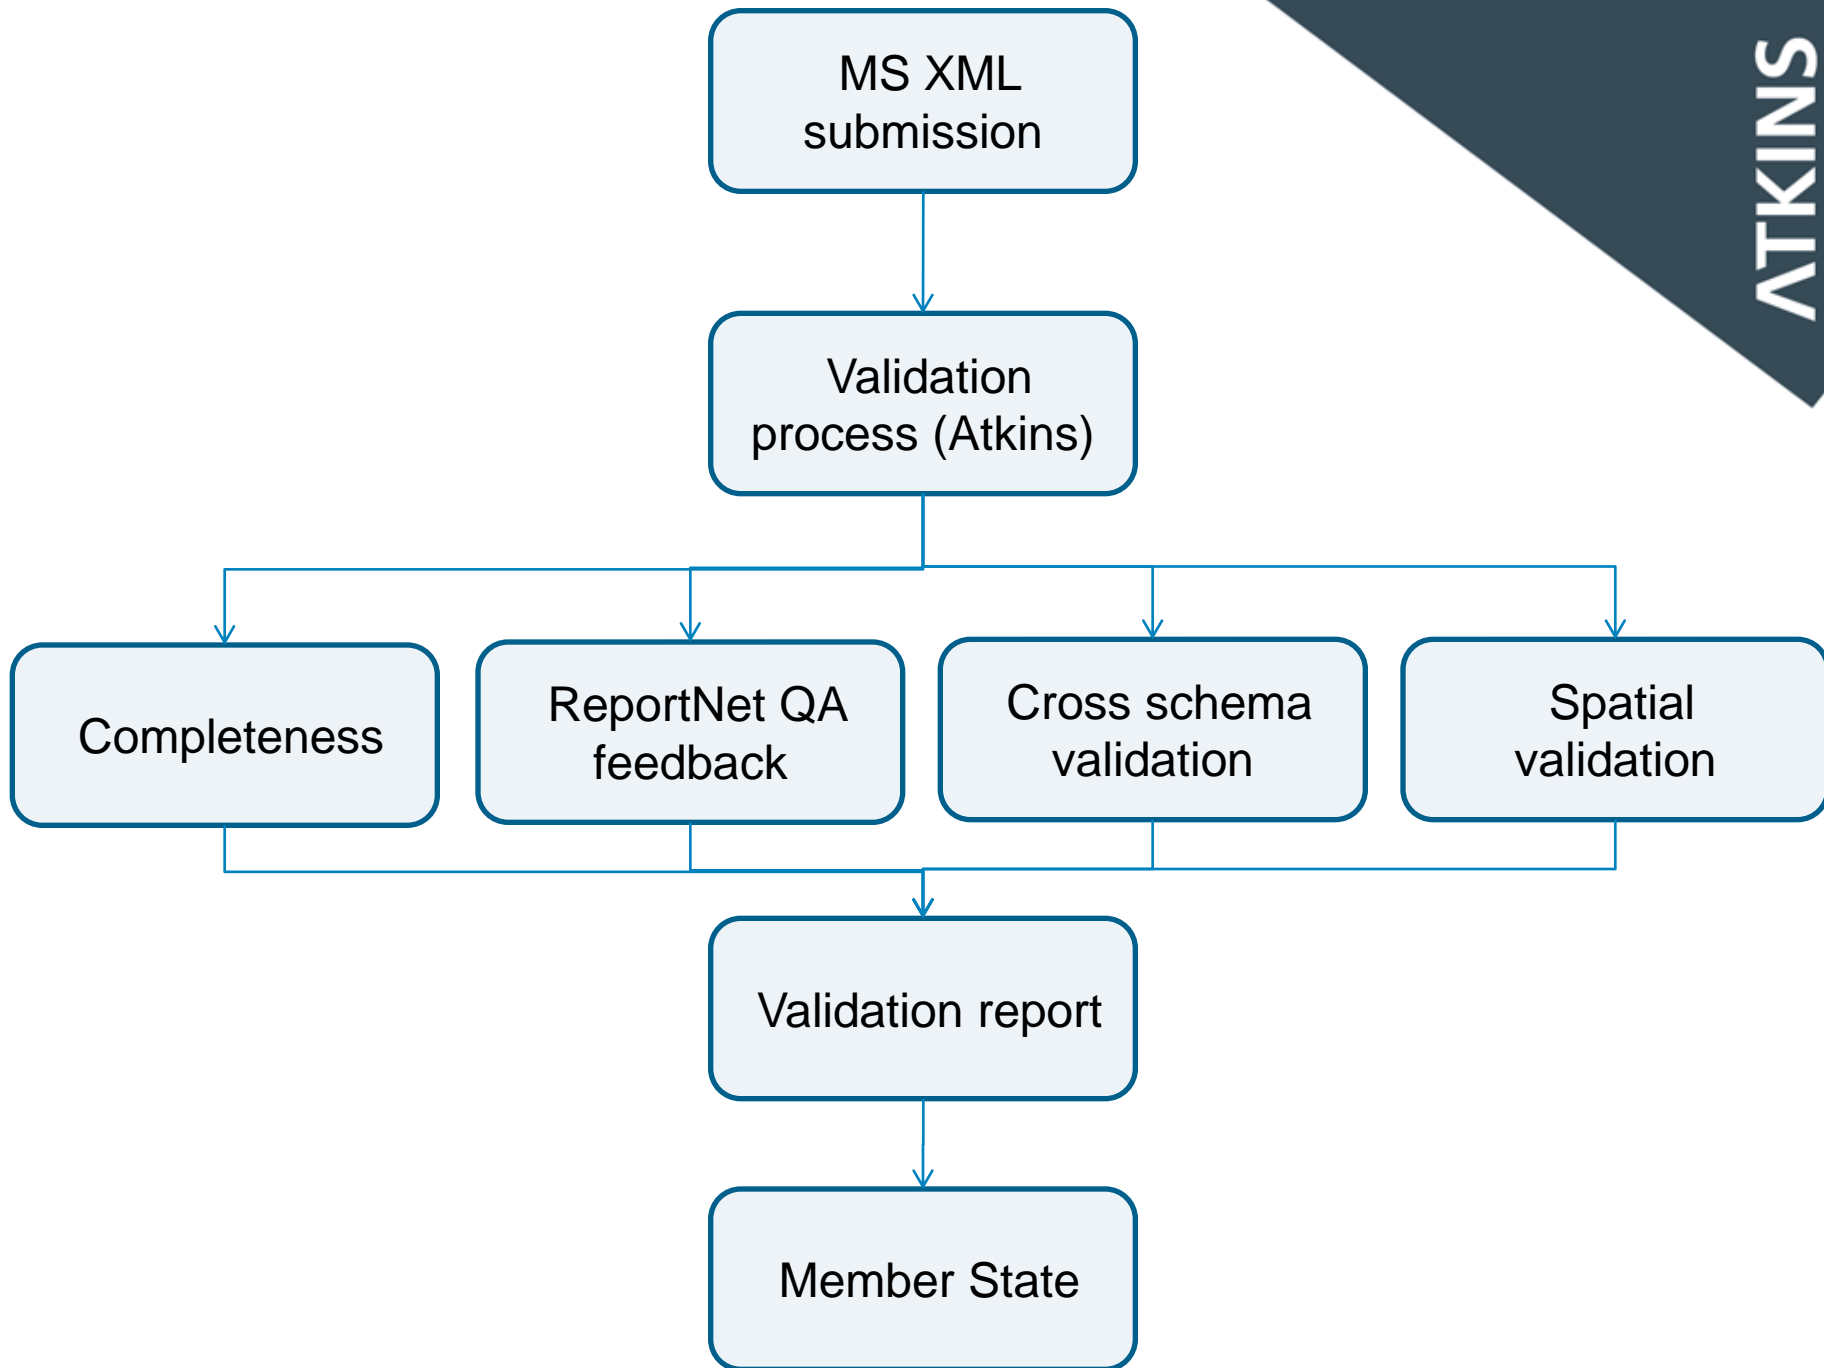 MS XML
submission
ATKINS
Validation
process (Atkins)
Completeness
ReportNet QA
feedback
Cross schema
validation
Spatial
validation
Validation report
Member State